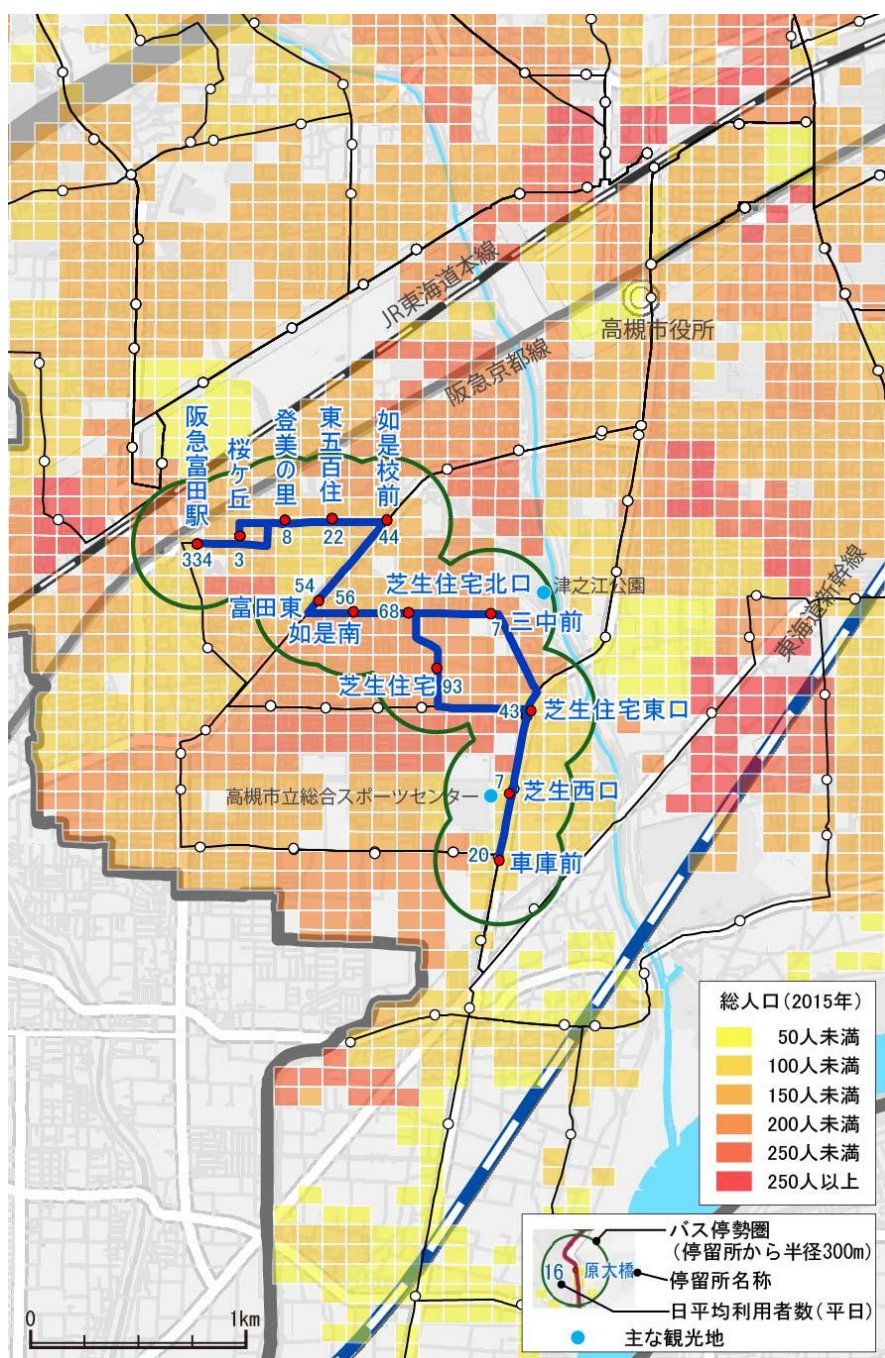 JR東海道本線
阪急京都線
高槻市役所
阪急富田駅
桜ケ丘
登美の里
東五百住
如是校前
334
3
8
22
44
54
富田東
56
如是南
68
芝生住宅北口
7
三中前
津之江公園
東海道新幹線
芝生住宅
93
43
芝生住宅東口
7
芝生西口
高槻市立総合スポーツセンター
20
車庫前
総人口(2015年)
50人未満
100人未満
150人未満
200人未満
250人未満
250人以上
バス停勢圏
(停留所から半径300m)
16
原大橋
停留所名称
日平均利用者数(平日)
主な観光地
0
1km